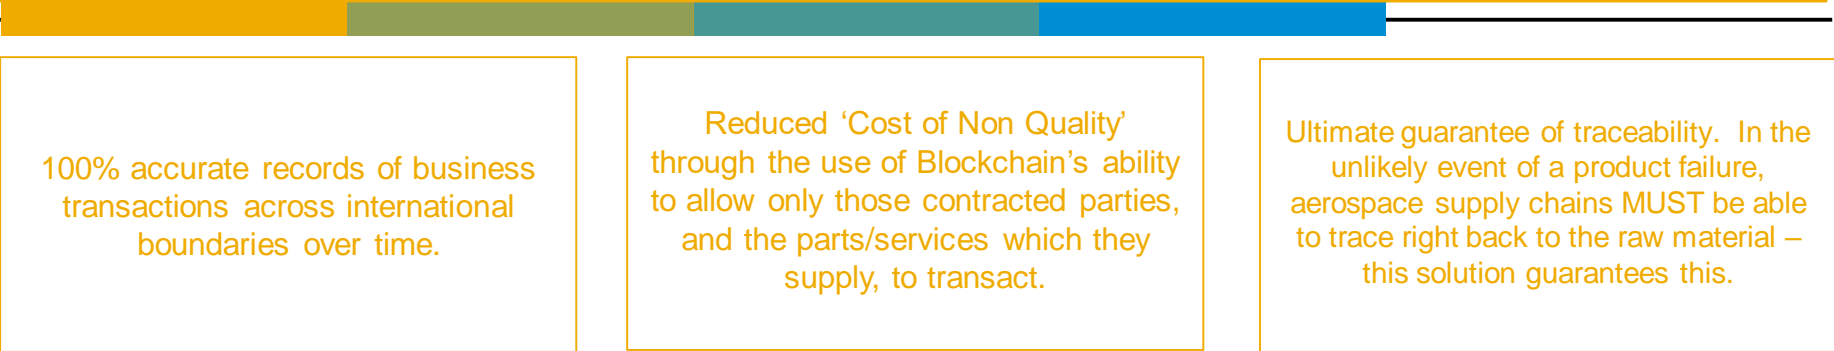 100% accurate records of business
transactions across international
boundaries over time.
Reduced ‘Cost of Non Quality’
through the use of Blockchain’s ability
to allow only those contracted parties,
and the parts/services which they
supply, to transact.
Ultimate guarantee of traceability. In the
unlikely event of a product failure,
aerospace supply chains MUST be able
to trace right back to the raw material –
this solution guarantees this.